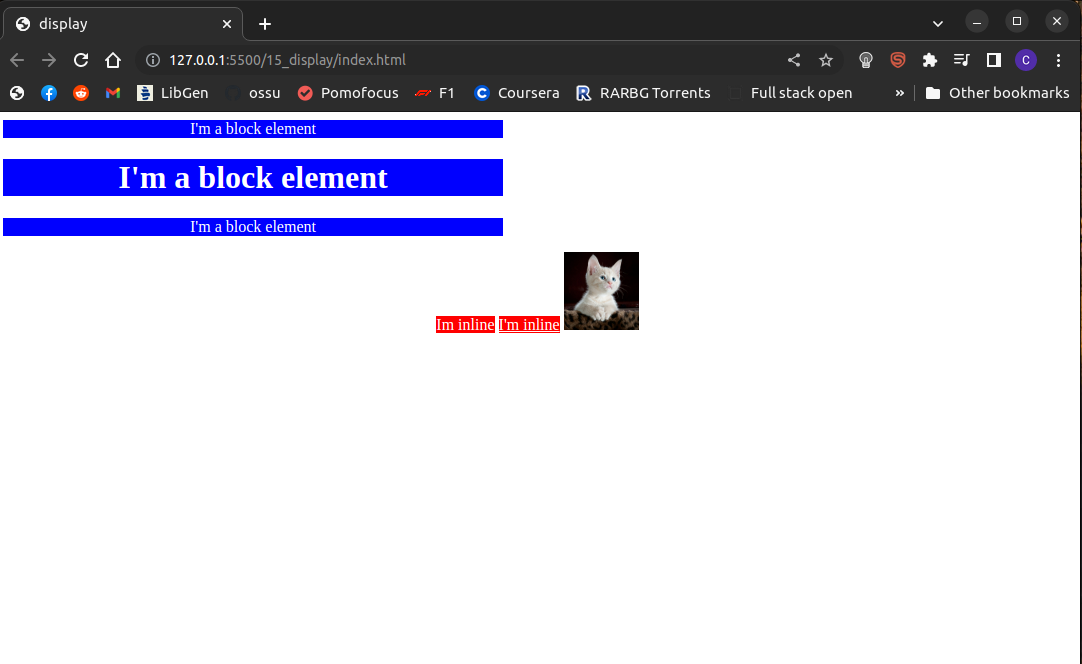 display
127.0.0.1:5500/15_display/index.html
C
LibGen ossu Pomofocus F1 Coursera RARBG Torrents Full stack open » Other bookmarks
I'm a block element
I'm a block element
I'm a block element
Im inline I'm inline